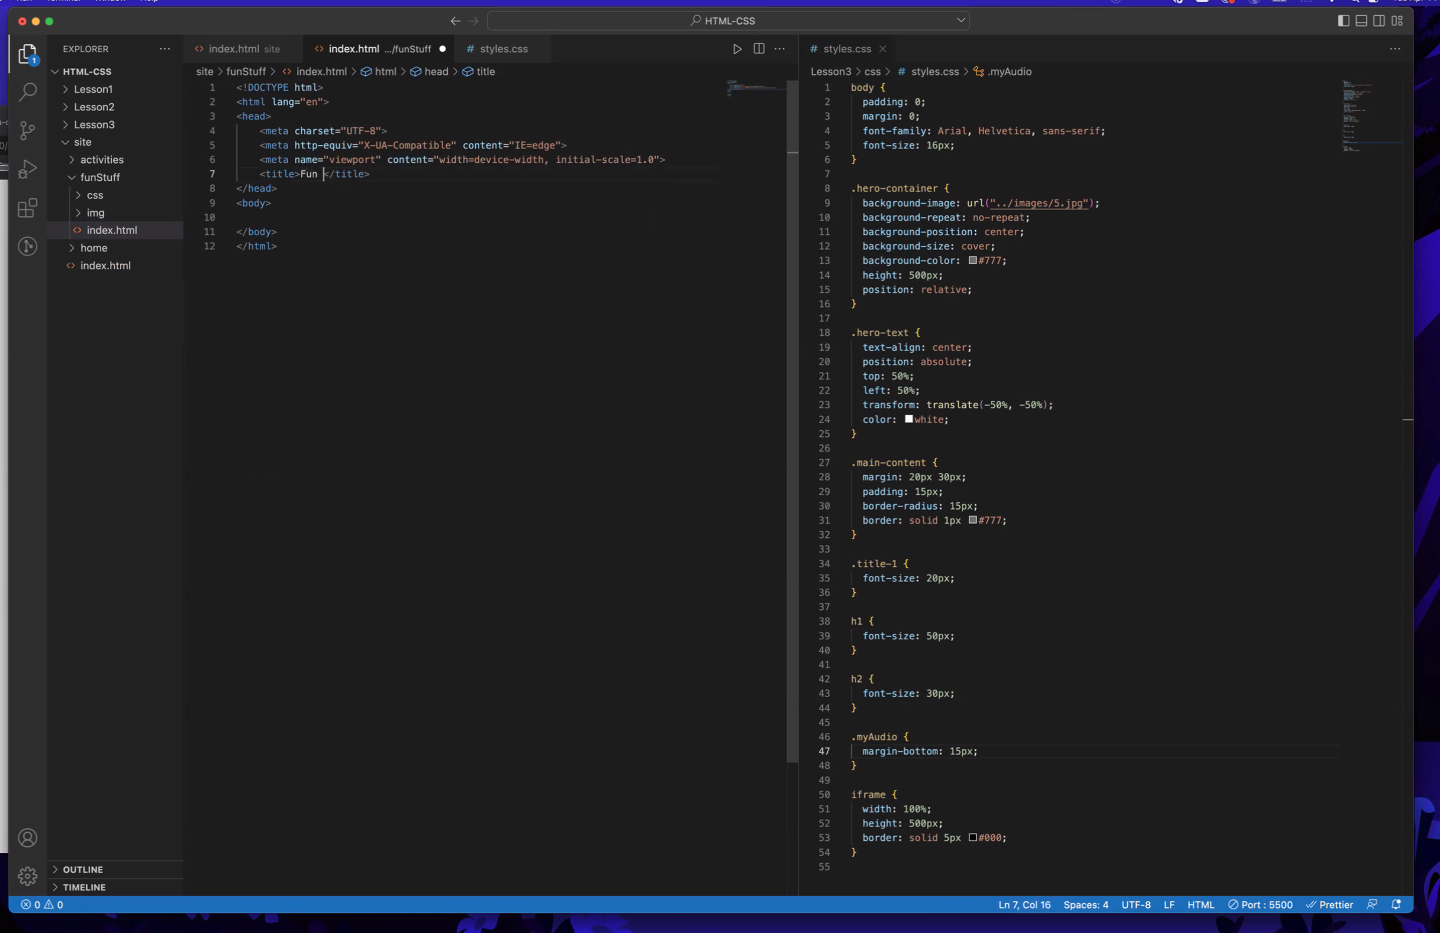 HTML-CSS
EXPLORER
HTML-CSS
Lesson1
Lesson2
Lesson3
site
activities
funStuff
css
img
index.html
home
index.html
OUTLINE
TIMELINE
index.html site
index.html .../funStuff
styles.css
site > funStuff > index.html > html > head > title
1 <!DOCTYPE html>
2 <html lang="en">
3 <head>
4 <meta charset="UTF-8">
5 <meta http-equiv="X-UA-Compatible" content="IE=edge">
6 <meta name="viewport" content="width=device-width, initial-scale=1.0">
7 <title>Fun </title>
8 </head>
9 <body>
10
11 </body>
12 </html>
styles.css
Lesson3 > css > styles.css > .myAudio
1 body {
2 padding: 0;
3 margin: 0;
4 font-family: Arial, Helvetica, sans-serif;
5 font-size: 16px;
6 }
7
8 .hero-container {
9 background-image: url("../images/5.jpg");
10 background-repeat: no-repeat;
11 background-position: center;
12 background-size: cover;
13 background-color: #777;
14 height: 500px;
15 position: relative;
16 }
17
18 .hero-text {
19 text-align: center;
20 position: absolute;
21 top: 50%;
22 left: 50%;
23 transform: translate(-50%, -50%);
24 color: white;
25 }
26
27 .main-content {
28 margin: 20px 30px;
29 padding: 15px;
30 border-radius: 15px;
31 border: solid 1px #777;
32 }
33
34 .title-1 {
35 font-size: 20px;
36 }
37
38 h1 {
39 font-size: 50px;
40 }
41
42 h2 {
43 font-size: 30px;
44 }
45
46 .myAudio {
47 margin-bottom: 15px;
48 }
49
50 iframe {
51 width: 100%;
52 height: 500px;
53 border: solid 5px #000;
54 }
55
1
0 0
Ln 7, Col 16
Spaces: 4
UTF-8
LF
HTML
Port : 5500
Prettier